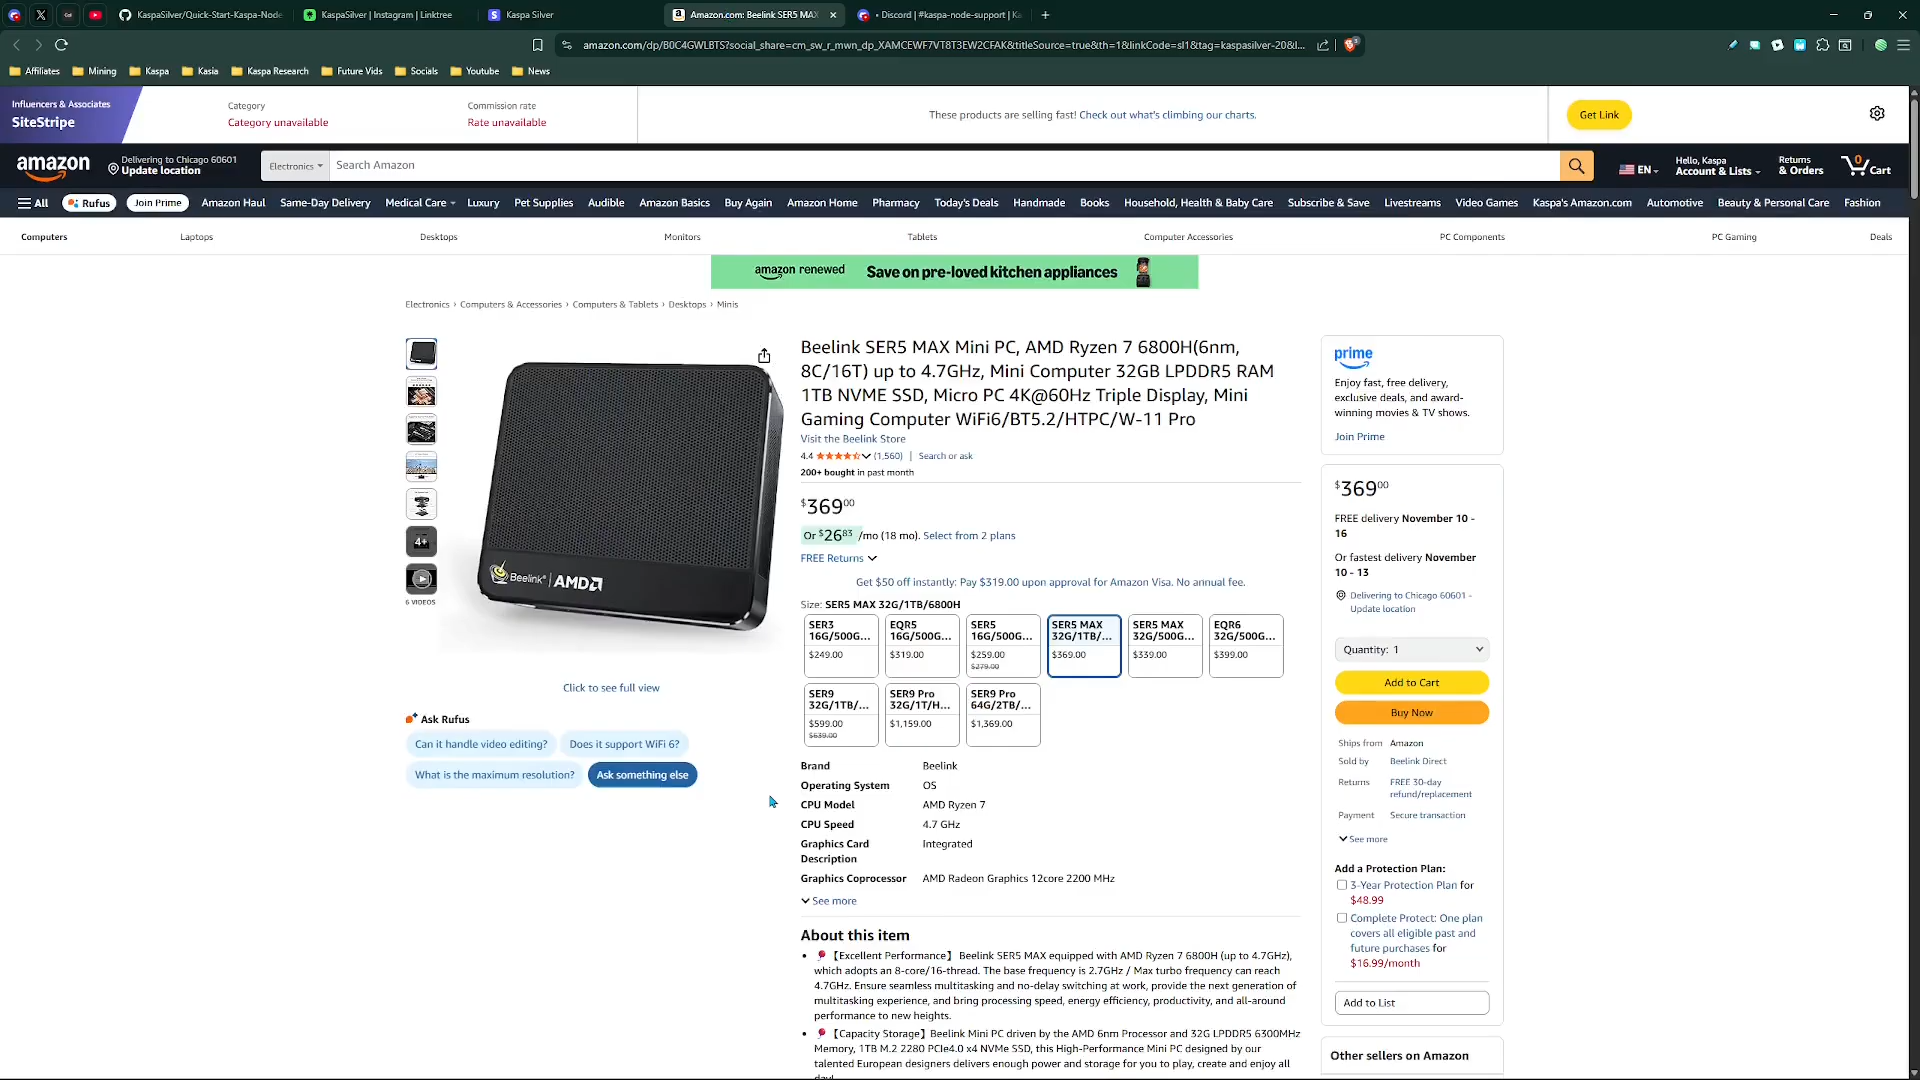 KaspaSilver/Quick-Start-Kaspa-Node
KaspaSilver | Instagram | Linktree
Kaspa Silver
Amazon.com: Beelink SER5 MAX
Discord | #kaspa-node-support | Ka
amazon.com/dp/B0C4GWLBTS?social_share=cm_sw_r_mwn_dp_XAMCEWF7VT8T3EW2CFAK&titleSource=true&th=1&linkCode=sl1&tag=kaspasilver-20&l...
Affiliates
Mining
Kaspa
Kasia
Kaspa Research
Future Vids
Socials
Youtube
News
Influencers & Associates
SiteStripe
Category
Category unavailable
Commission rate
Rate unavailable
These products are selling fast! Check out what's climbing our charts.
Get Link
amazon
Delivering to Chicago 60601
Update location
Electronics
Search Amazon
EN
Hello, Kaspa
Account & Lists
Returns
& Orders
0
Cart
All
Rufus
Join Prime
Amazon Haul
Same-Day Delivery
Medical Care
Luxury
Pet Supplies
Audible
Amazon Basics
Buy Again
Amazon Home
Pharmacy
Today's Deals
Handmade
Books
Household, Health & Baby Care
Subscribe & Save
Livestreams
Video Games
Kaspa's Amazon.com
Automotive
Beauty & Personal Care
Fashion
Computers
Laptops
Desktops
Monitors
Tablets
Computer Accessories
PC Components
PC Gaming
Deals
amazon renewed Save on pre-loved kitchen appliances
Electronics › Computers & Accessories › Computers & Tablets › Desktops › Minis
4+
6 VIDEOS
Beelink | AMD
Click to see full view
Ask Rufus
Can it handle video editing?
Does it support WiFi 6?
What is the maximum resolution?
Ask something else
Beelink SER5 MAX Mini PC, AMD Ryzen 7 6800H(6nm,
8C/16T) up to 4.7GHz, Mini Computer 32GB LPDDR5 RAM
1TB NVME SSD, Micro PC 4K@60Hz Triple Display, Mini
Gaming Computer WiFi6/BT5.2/HTPC/W-11 Pro
Visit the Beelink Store
4.4 (1,560) | Search or ask
200+ bought in past month
$369.00
Or $26.83 /mo (18 mo). Select from 2 plans
FREE Returns
Get $50 off instantly: Pay $319.00 upon approval for Amazon Visa. No annual fee.
Size: SER5 MAX 32G/1TB/6800H
SER3
16G/500G...
$249.00
EQR5
16G/500G...
$319.00
SER5
16G/500G...
$259.00
$279.00
SER5 MAX
32G/1TB/...
$369.00
SER5 MAX
32G/500G...
$339.00
EQR6
32G/500G...
$399.00
SER9
32G/1TB/...
$599.00
$639.00
SER9 Pro
32G/1T/H...
$1,159.00
SER9 Pro
64G/2TB/...
$1,369.00
Brand Beelink
Operating System OS
CPU Model AMD Ryzen 7
CPU Speed 4.7 GHz
Graphics Card
Description
Integrated
Graphics Coprocessor AMD Radeon Graphics 12core 2200 MHz
See more
About this item
【Excellent Performance】 Beelink SER5 MAX equipped with AMD Ryzen 7 6800H (up to 4.7GHz),
which adopts an 8-core/16-thread. The base frequency is 2.7GHz / Max turbo frequency can reach
4.7GHz. Ensure seamless multitasking and no-delay switching at work, provide the next generation of
multitasking experience, and bring processing speed, energy efficiency, productivity, and all-around
performance to new heights.
【Capacity Storage】Beelink Mini PC driven by the AMD 6nm Processor and 32G LPDDR5 6300MHz
Memory, 1TB M.2 2280 PCIe4.0 x4 NVMe SSD, this High-Performance Mini PC designed by our
talented European designers delivers enough power and storage for you to play, create and enjoy all
day!
prime
Enjoy fast, free delivery,
exclusive deals, and award-
winning movies & TV shows.
Join Prime
$369.00
FREE delivery November 10 -
16
Or fastest delivery November
10 - 13
Delivering to Chicago 60601 -
Update location
Quantity: 1
Add to Cart
Buy Now
Ships from Amazon
Sold by Beelink Direct
Returns FREE 30-day
refund/replacement
Payment Secure transaction
See more
Add a Protection Plan:
3-Year Protection Plan for
$48.99
Complete Protect: One plan
covers all eligible past and
future purchases for
$16.99/month
Add to List
Other sellers on Amazon